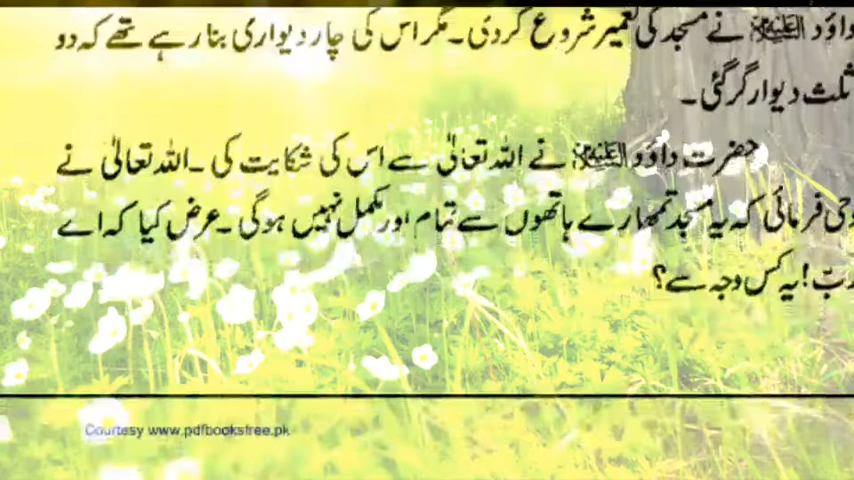 داؤد علیہ السلام نے مسجد کی تعمیر شروع کردی۔ مگر اس کی چار دیواری بنا رہے تھے کہ دو
ثلث دیوار گر گئی۔
حضرت داؤد علیہ السلام نے اللہ تعالیٰ سے اس کی شکایت کی۔ اللہ تعالیٰ نے
وحی فرمائی کہ یہ مسجد تمھارے ہاتھوں سے تمام اور مکمل نہیں ہوگی۔ عرض کیا کہ اے
ربّ! یہ کس وجہ سے؟
Courtesy www.pdfbooksfree.pk